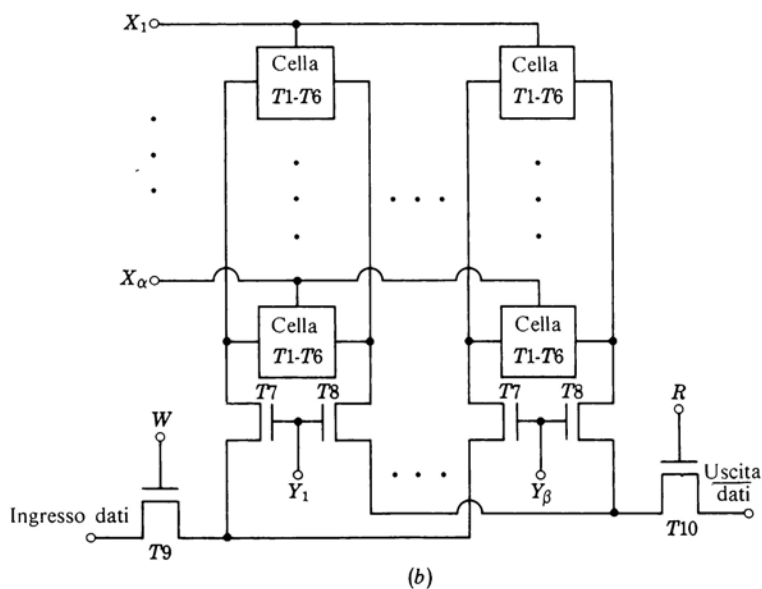 X₁
Cella
T1-T6
Cella
T1-T6
Xα
Cella
T1-T6
Cella
T1-T6
T7
T8
T7
T8
W
R
Y₁
Yβ
Ingresso dati
Uscita
dati
T9
T10
(b)